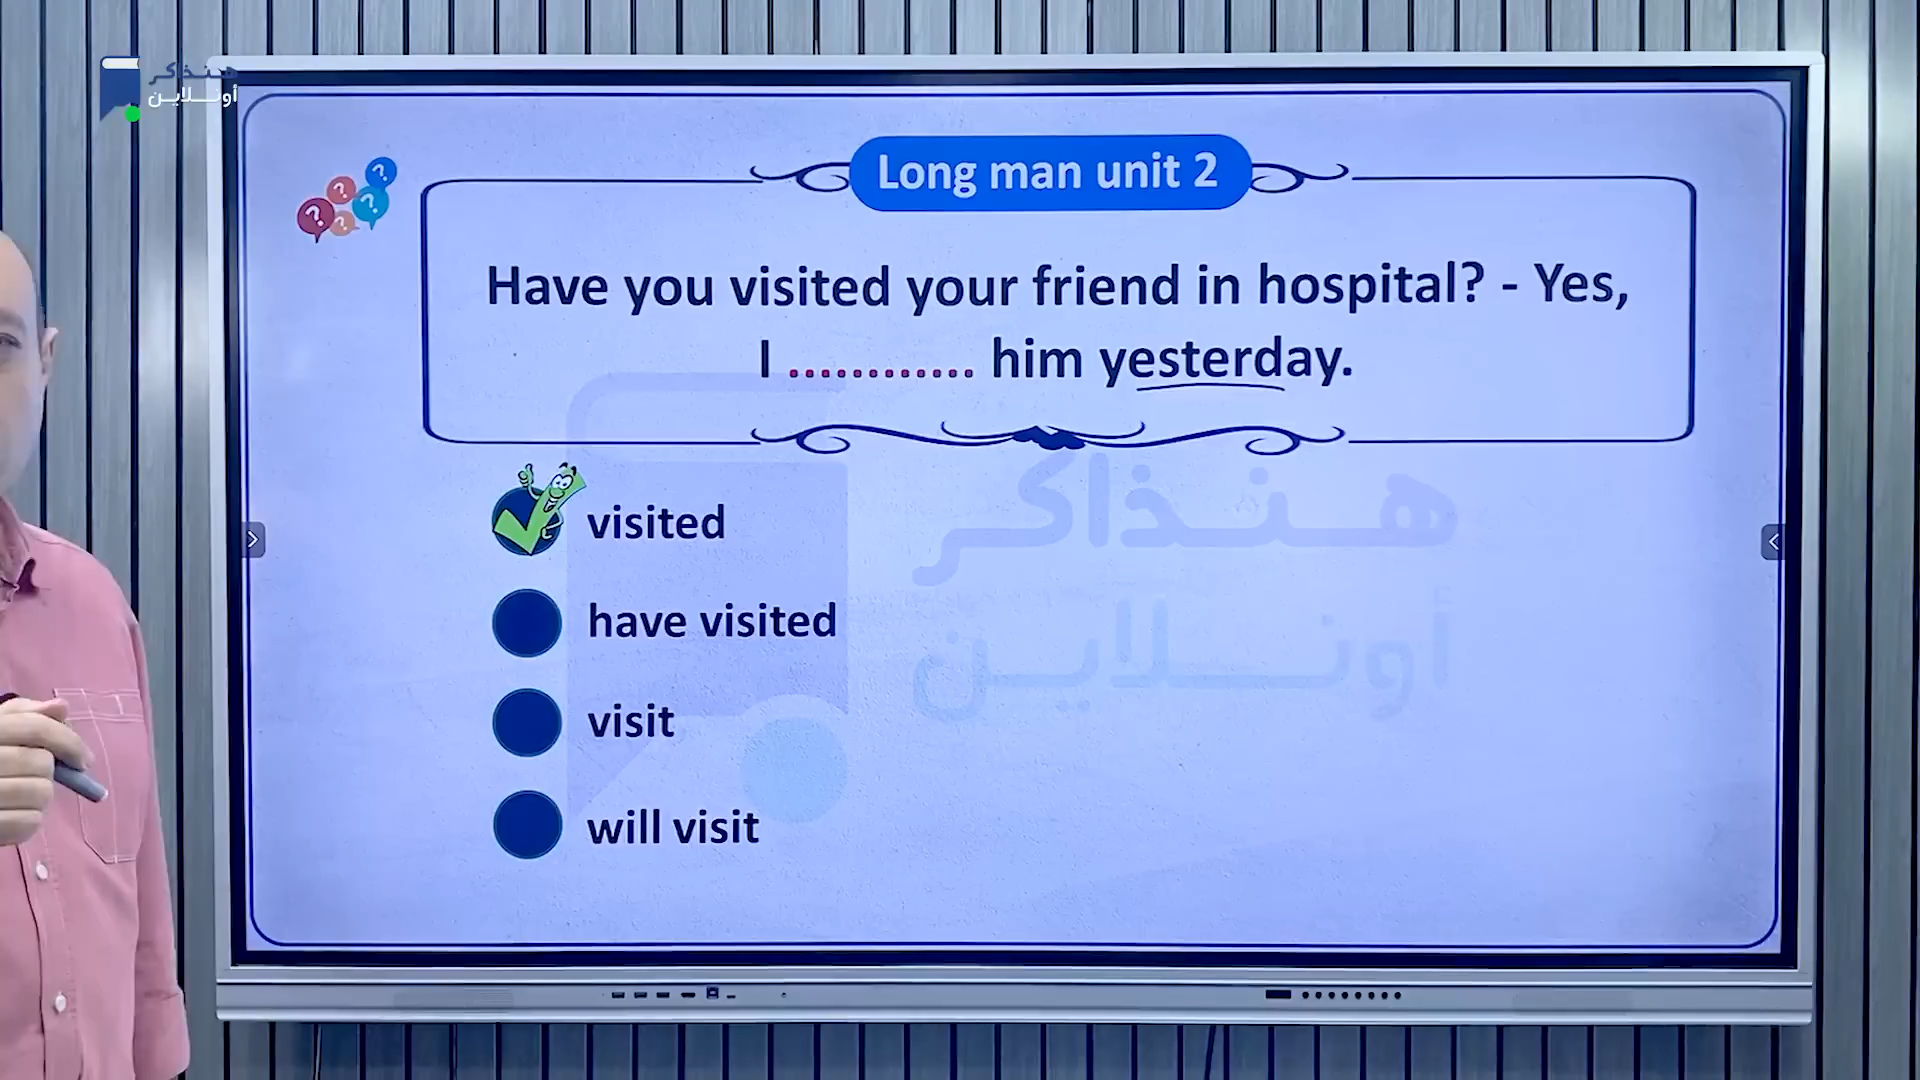 هنذاكر
أونلاين
Long man unit 2
Have you visited your friend in hospital? - Yes,
I ............ him yesterday.
visited
have visited
visit
will visit
هنذاكر
أونلاين